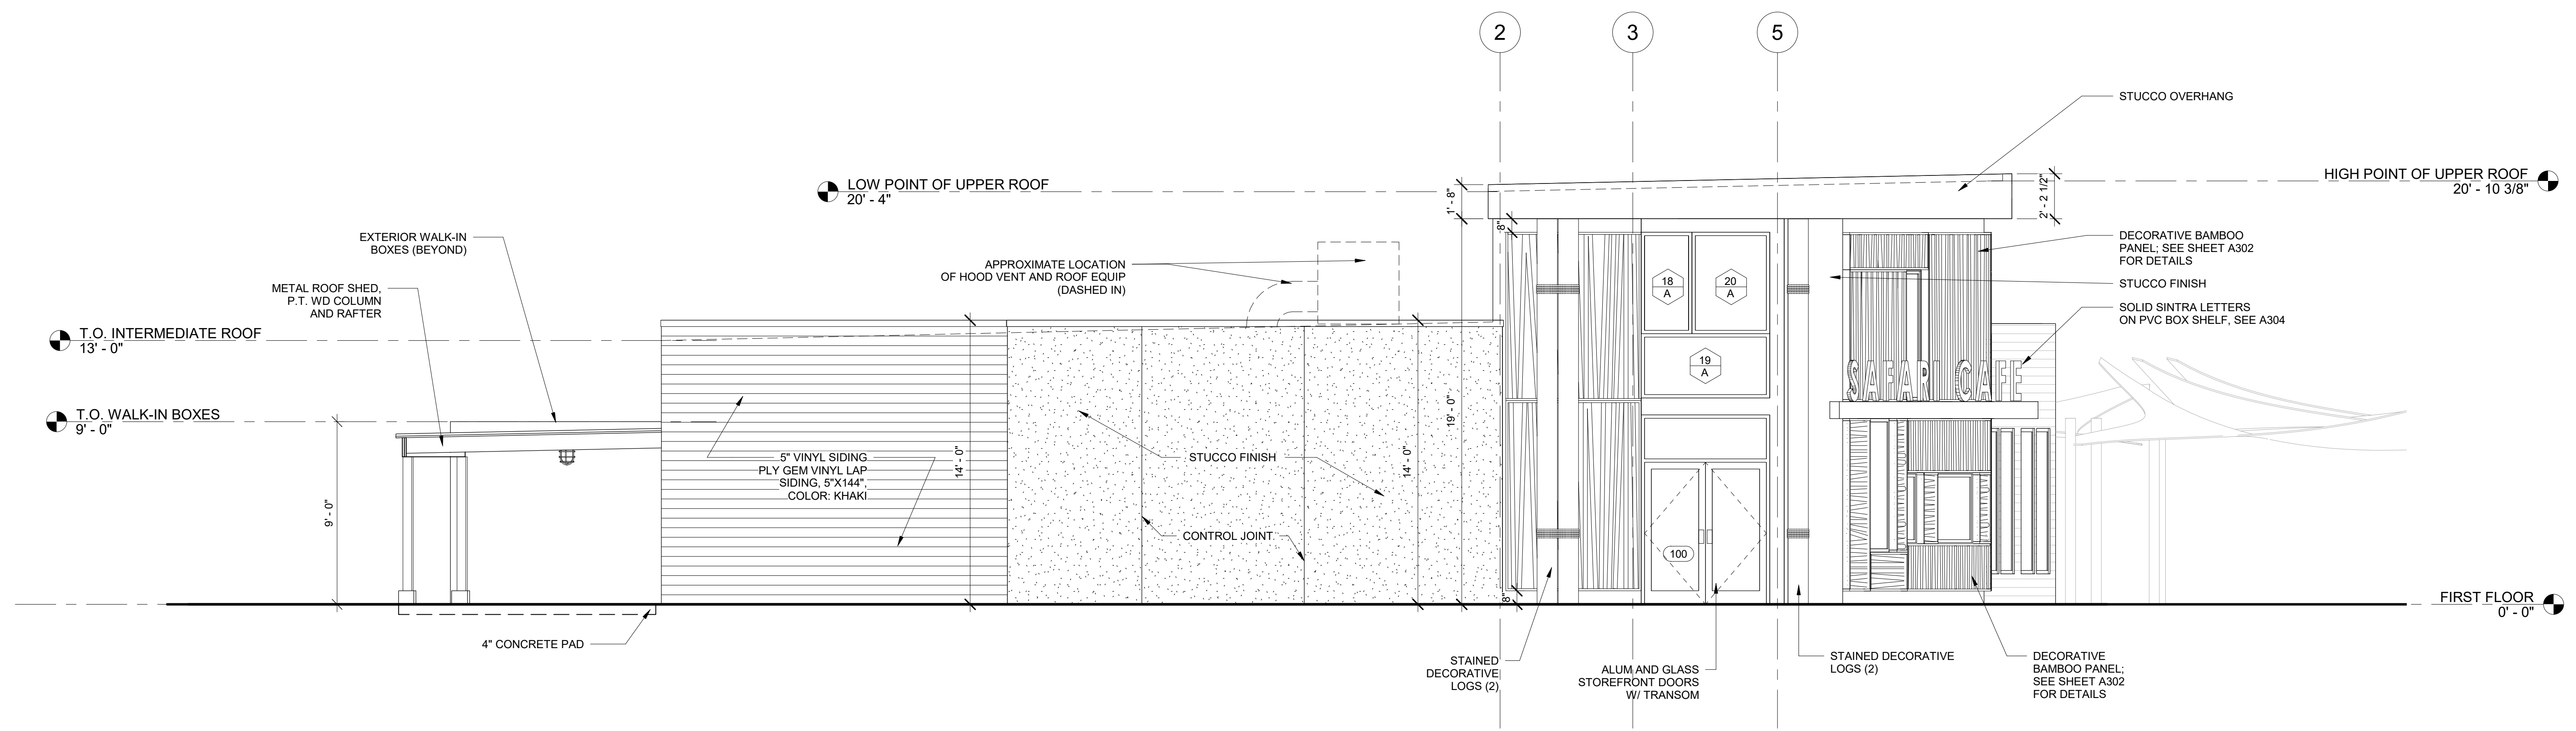 2
3
5
STUCCO OVERHANG
LOW POINT OF UPPER ROOF
20' - 4"
HIGH POINT OF UPPER ROOF
20' - 10 3/8"
1' - 8"
2' - 2 1/2"
8"
EXTERIOR WALK-IN
BOXES (BEYOND)
APPROXIMATE LOCATION
OF HOOD VENT AND ROOF EQUIP
(DASHED IN)
DECORATIVE BAMBOO
PANEL; SEE SHEET A302
FOR DETAILS
METAL ROOF SHED,
P.T. WD COLUMN
AND RAFTER
18
A
20
A
STUCCO FINISH
SOLID SINTRA LETTERS
ON PVC BOX SHELF, SEE A304
T.O. INTERMEDIATE ROOF
13' - 0"
19
A
SAFARI CAFE
T.O. WALK-IN BOXES
9' - 0"
19' - 0"
5" VINYL SIDING
PLY GEM VINYL LAP
SIDING, 5"X144",
COLOR: KHAKI
14' - 0"
STUCCO FINISH
14' - 0"
9' - 0"
CONTROL JOINT
100
8"
FIRST FLOOR
0' - 0"
4" CONCRETE PAD
STAINED
DECORATIVE
LOGS (2)
ALUM AND GLASS
STOREFRONT DOORS
W/ TRANSOM
STAINED DECORATIVE
LOGS (2)
DECORATIVE
BAMBOO PANEL;
SEE SHEET A302
FOR DETAILS